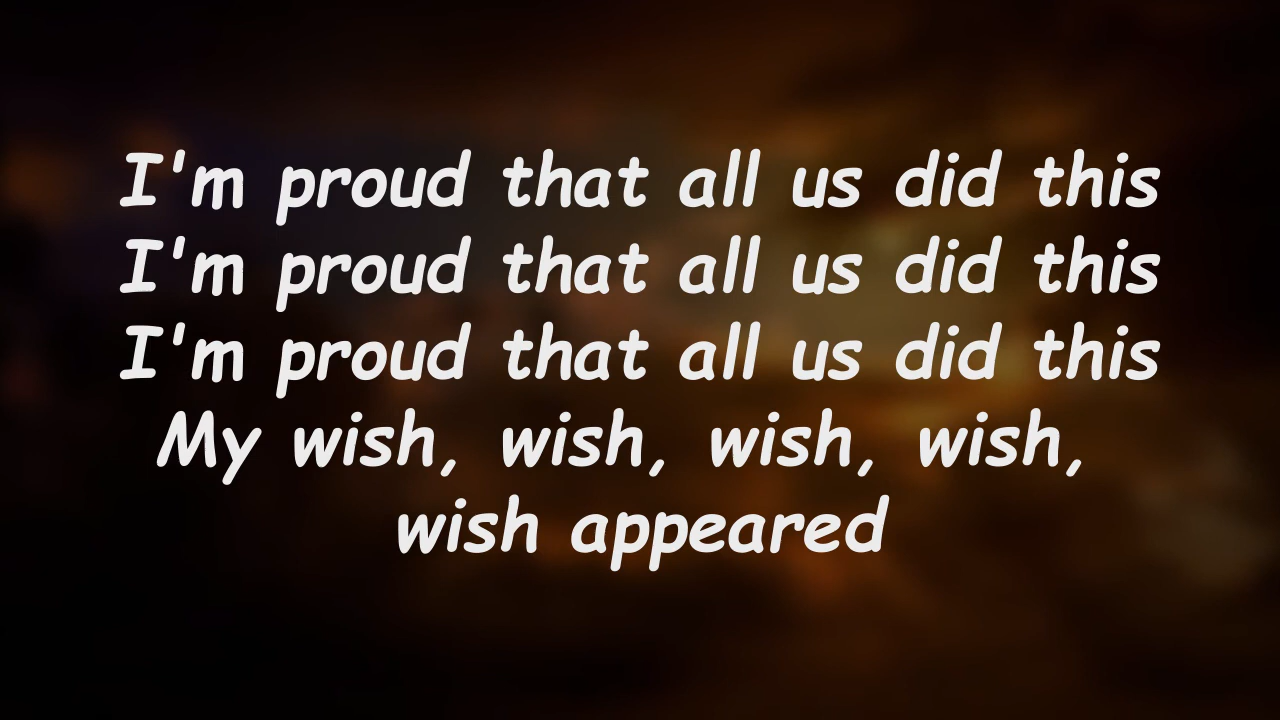 I'm proud that all us did this
I'm proud that all us did this
I'm proud that all us did this
My wish, wish, wish, wish,
wish appeared